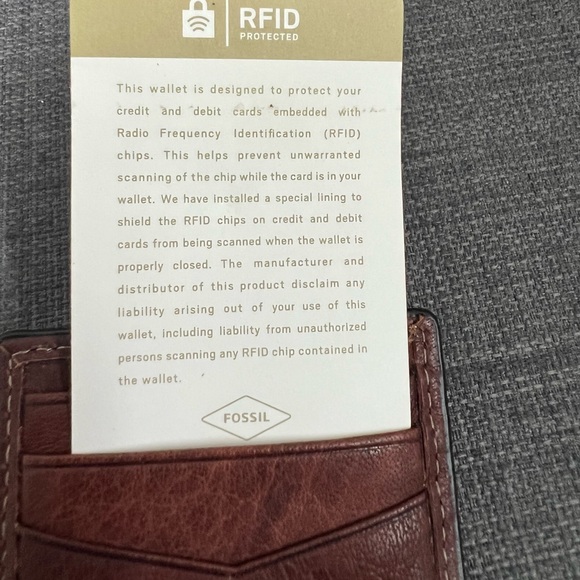 RFID
PROTECTED
This wallet is designed to protect your
credit and debit cards embedded with
Radio Frequency Identification (RFID)
chips. This helps prevent unwarranted
scanning of the chip while the card is in your
wallet. We have installed a special lining to
shield the RFID chips on credit and debit
cards from being scanned when the wallet is
properly closed. The manufacturer and
distributor of this product disclaim any
liability arising out of your use of this
wallet, including liability from unauthorized
persons scanning any RFID chip contained in
the wallet.
FOSSIL